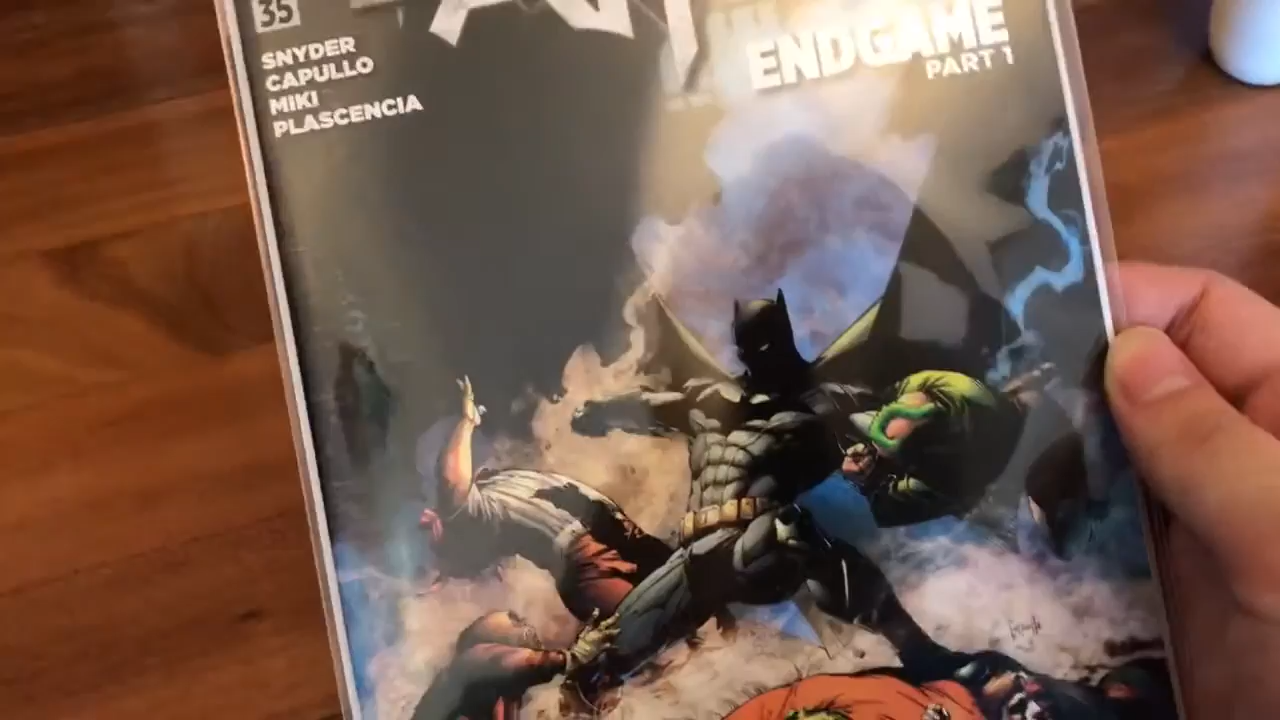 35
SNYDER
CAPULLO
MIKI
PLASCENCIA
ENDGAME
PART 1